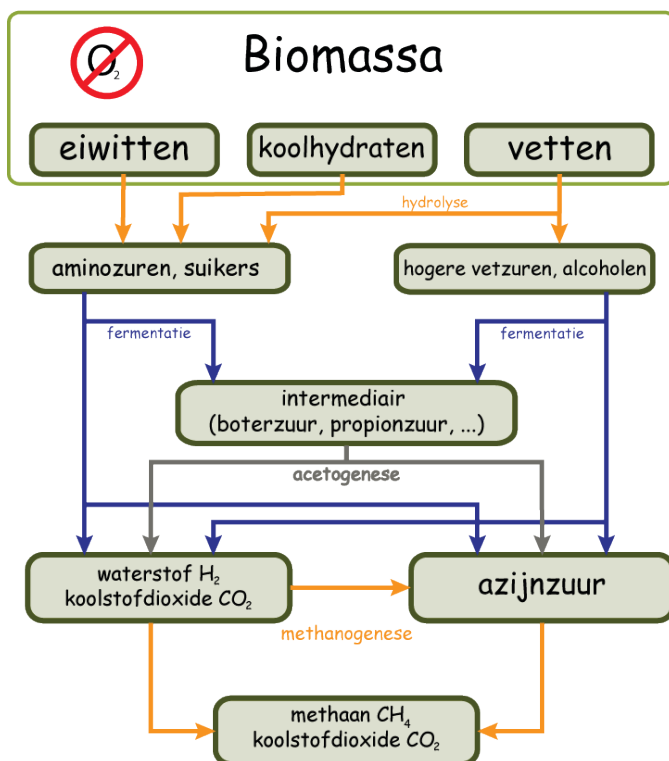 O₂
Biomassa
eiwitten
koolhydraten
vetten
hydrolyse
aminozuren, suikers
hogere vetzuren, alcoholen
fermentatie
fermentatie
intermediair
(boterzuur, propionzuur, ...)
acetogenese
waterstof H₂
koolstofdioxide CO₂
azijnzuur
methanogenese
methaan CH₄
koolstofdioxide CO₂